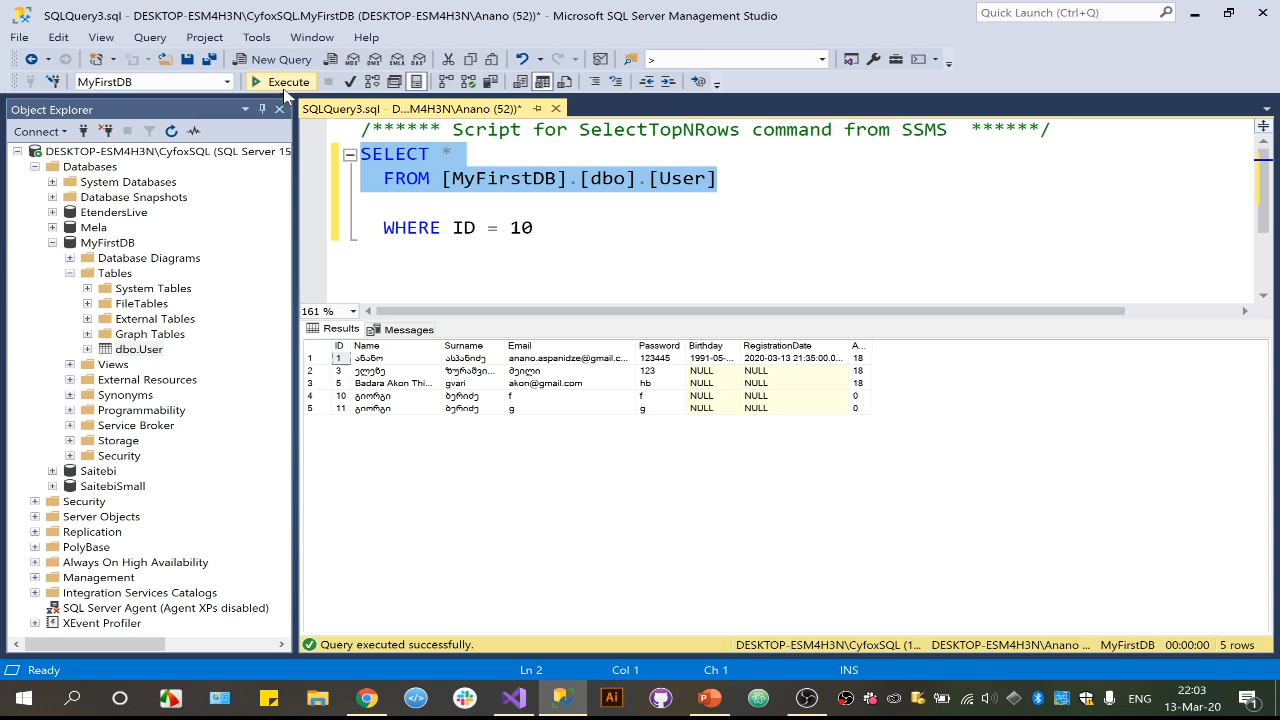 SQLQuery3.sql - DESKTOP-ESM4H3N\CyfoxSQL.MyFirstDB (DESKTOP-ESM4H3N\Anano (52))* - Microsoft SQL Server Management Studio
Quick Launch (Ctrl+Q)
File Edit View Query Project Tools Window Help
New Query
MDX DMX XMLA DAX
>
MyFirstDB
Execute
Object Explorer
SQLQuery3.sql - D...M4H3N\Anano (52))*
Connect
DESKTOP-ESM4H3N\CyfoxSQL (SQL Server 15
Databases
System Databases
Database Snapshots
EtendersLive
Mela
MyFirstDB
Database Diagrams
Tables
System Tables
FileTables
External Tables
Graph Tables
dbo.User
Views
External Resources
Synonyms
Programmability
Service Broker
Storage
Security
Saitebi
SaitebiSmall
Security
Server Objects
Replication
PolyBase
Always On High Availability
Management
Integration Services Catalogs
SQL Server Agent (Agent XPs disabled)
XEvent Profiler
/****** Script for SelectTopNRows command from SSMS ******/
SELECT *
FROM [MyFirstDB].[dbo].[User]
WHERE ID = 10
161 %
Results Messages
ID Name Surname Email Password Birthday RegistrationDate A...
1 1 ანანო ასპანიძე anano.aspanidze@gmail.c... 123445 1991-05-... 2020-03-13 21:35:00.0... 18
2 3 ელენე ზურაშვი... მეილი 123 NULL NULL 18
3 5 Badara Akon Thi... gvari akon@gmail.com hb NULL NULL 18
4 10 გიორგი ბერიძე f f NULL NULL 0
5 11 გიორგი ბერიძე g g NULL NULL 0
Query executed successfully.
DESKTOP-ESM4H3N\CyfoxSQL (1... DESKTOP-ESM4H3N\Anano ... MyFirstDB 00:00:00 5 rows
Ready Ln 2 Col 1 Ch 1 INS
Ai
ENG
22:03
13-Mar-20
1